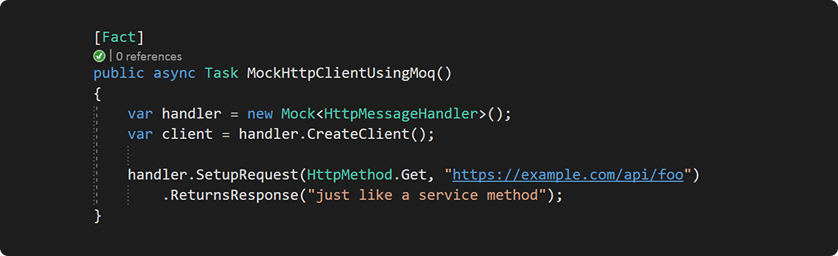 [Fact]
| 0 references
public async Task MockHttpClientUsingMoq()
{
var handler = new Mock<HttpMessageHandler>();
var client = handler.CreateClient();
handler.SetupRequest(HttpMethod.Get, "https://example.com/api/foo")
.ReturnsResponse("just like a service method");
}